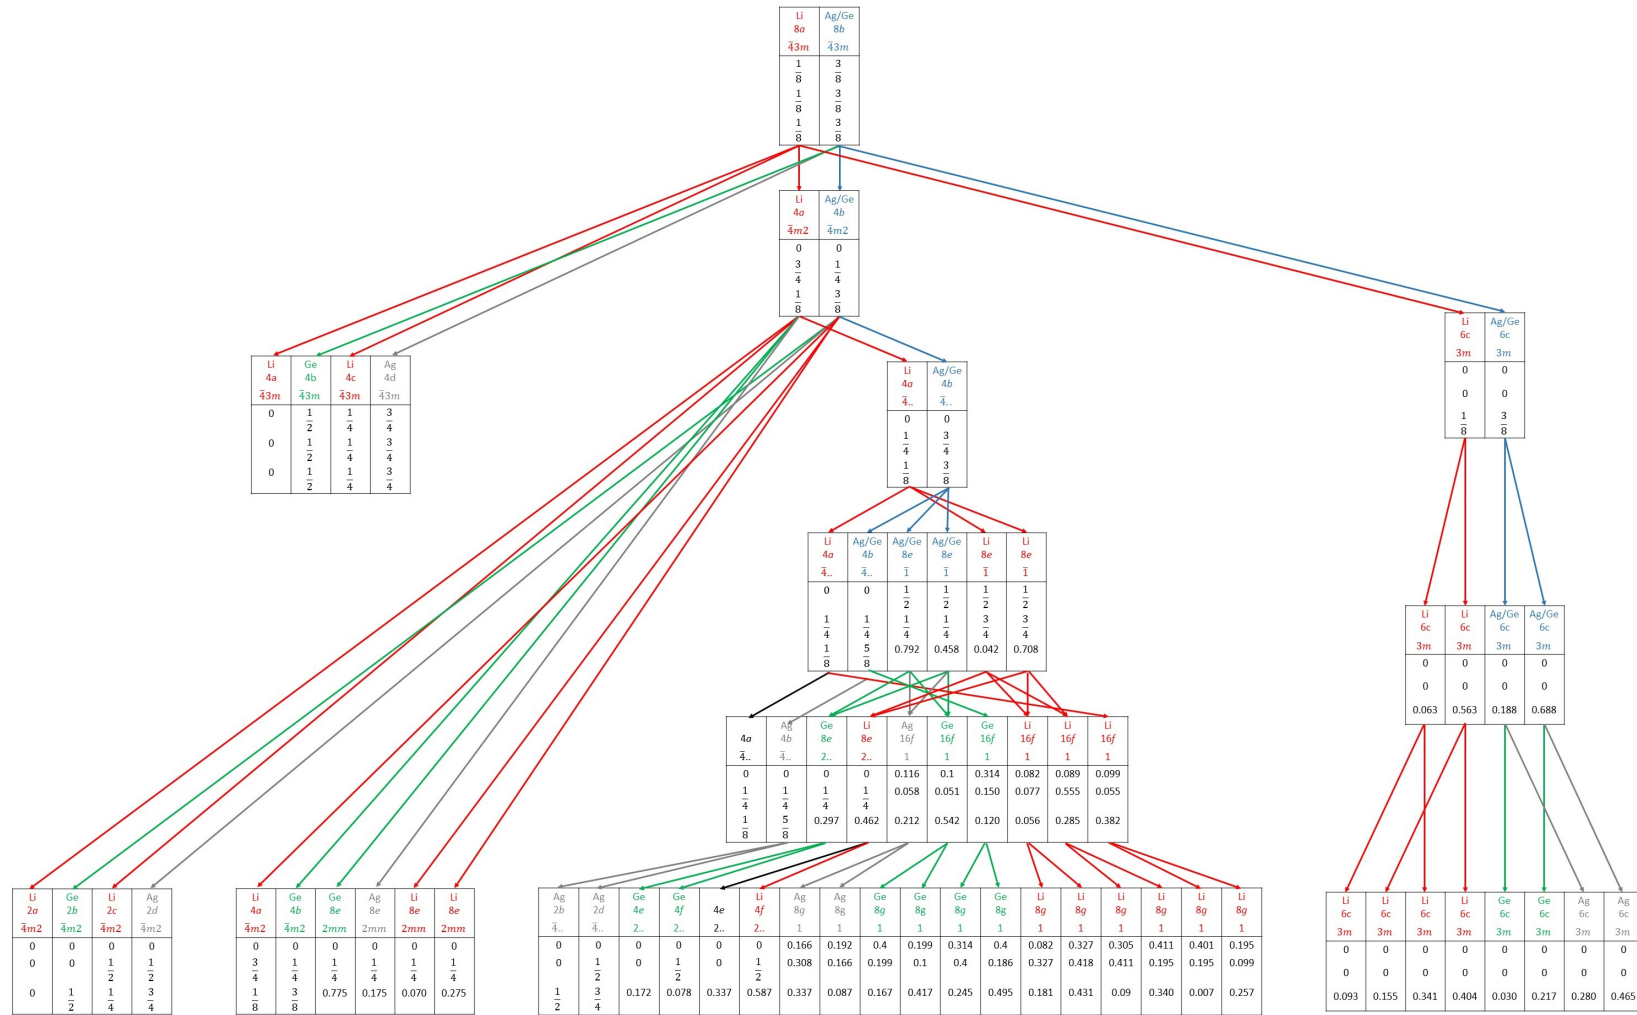 Li Ag/Ge
8a 8b
4̅3m 4̅3m
1/8 3/8
1/8 3/8
1/8 3/8
Li Ag/Ge
4a 4b
4̅m2 4̅m2
0 0
3/4 1/4
1/8 3/8
Li Ag/Ge
6c 6c
3m 3m
0 0
0 0
1/8 3/8
Li Ge Li Ag
4a 4b 4c 4d
4̅3m 4̅3m 4̅3m 4̅3m
0 1/2 1/4 3/4
0 1/2 1/4 3/4
0 1/2 1/4 3/4
Li Ag/Ge
4a 4b
4̅.. 4̅..
0 0
1/4 3/4
1/8 3/8
Li Ag/Ge Ag/Ge Ag/Ge Li Li
4a 4b 8e 8e 8e 8e
4̅.. 4̅.. 1̅ 1̅ 1̅ 1̅
0 0 1/2 1/2 1/2 1/2
1/4 1/4 1/4 1/4 3/4 3/4
1/8 5/8 0.792 0.458 0.042 0.708
Li Li Ag/Ge Ag/Ge
6c 6c 6c 6c
3m 3m 3m 3m
0 0 0 0
0 0 0 0
0.063 0.563 0.188 0.688
Ag Ge Li Ag Ge Ge Li Li Li
4a 4b 8e 8e 16f 16f 16f 16f 16f 16f
4̅.. 4̅.. 2.. 2.. 1 1 1 1 1 1
0 0 0 0 0.116 0.1 0.314 0.082 0.089 0.099
1/4 1/4 1/4 1/4 0.058 0.051 0.150 0.077 0.555 0.055
1/8 5/8 0.297 0.462 0.212 0.542 0.120 0.056 0.285 0.382
Li Ge Li Ag
2a 2b 2c 2d
4̅m2 4̅m2 4̅m2 4̅m2
0 0 0 0
0 0 1/2 1/2
0 1/2 1/4 3/4
Li Ge Ge Ag Li Li
4a 4b 8e 8e 8e 8e
4̅m2 4̅m2 2mm 2mm 2mm 2mm
0 0 0 0 0 0
3/4 1/4 1/4 1/4 1/4 1/4
1/8 3/8 0.775 0.175 0.070 0.275
Ag Ag Ge Ge Li Ag Ag Ge Ge Ge Ge Li Li Li Li Li Li
2b 2d 4e 4f 4e 4f 8g 8g 8g 8g 8g 8g 8g 8g 8g 8g 8g 8g
4̅.. 4̅.. 2.. 2.. 2.. 2.. 1 1 1 1 1 1 1 1 1 1 1 1
0 0 0 0 0 0 0.166 0.192 0.4 0.199 0.314 0.4 0.082 0.327 0.305 0.411 0.401 0.195
0 1/2 0 1/2 0 1/2 0.308 0.166 0.199 0.1 0.4 0.186 0.327 0.418 0.411 0.195 0.195 0.099
1/2 3/4 0.172 0.078 0.337 0.587 0.337 0.087 0.167 0.417 0.245 0.495 0.181 0.431 0.09 0.340 0.007 0.257
Li Li Li Li Ge Ge Ag Ag
6c 6c 6c 6c 6c 6c 6c 6c
3m 3m 3m 3m 3m 3m 3m 3m
0 0 0 0 0 0 0 0
0 0 0 0 0 0 0 0
0.093 0.155 0.341 0.404 0.030 0.217 0.280 0.465